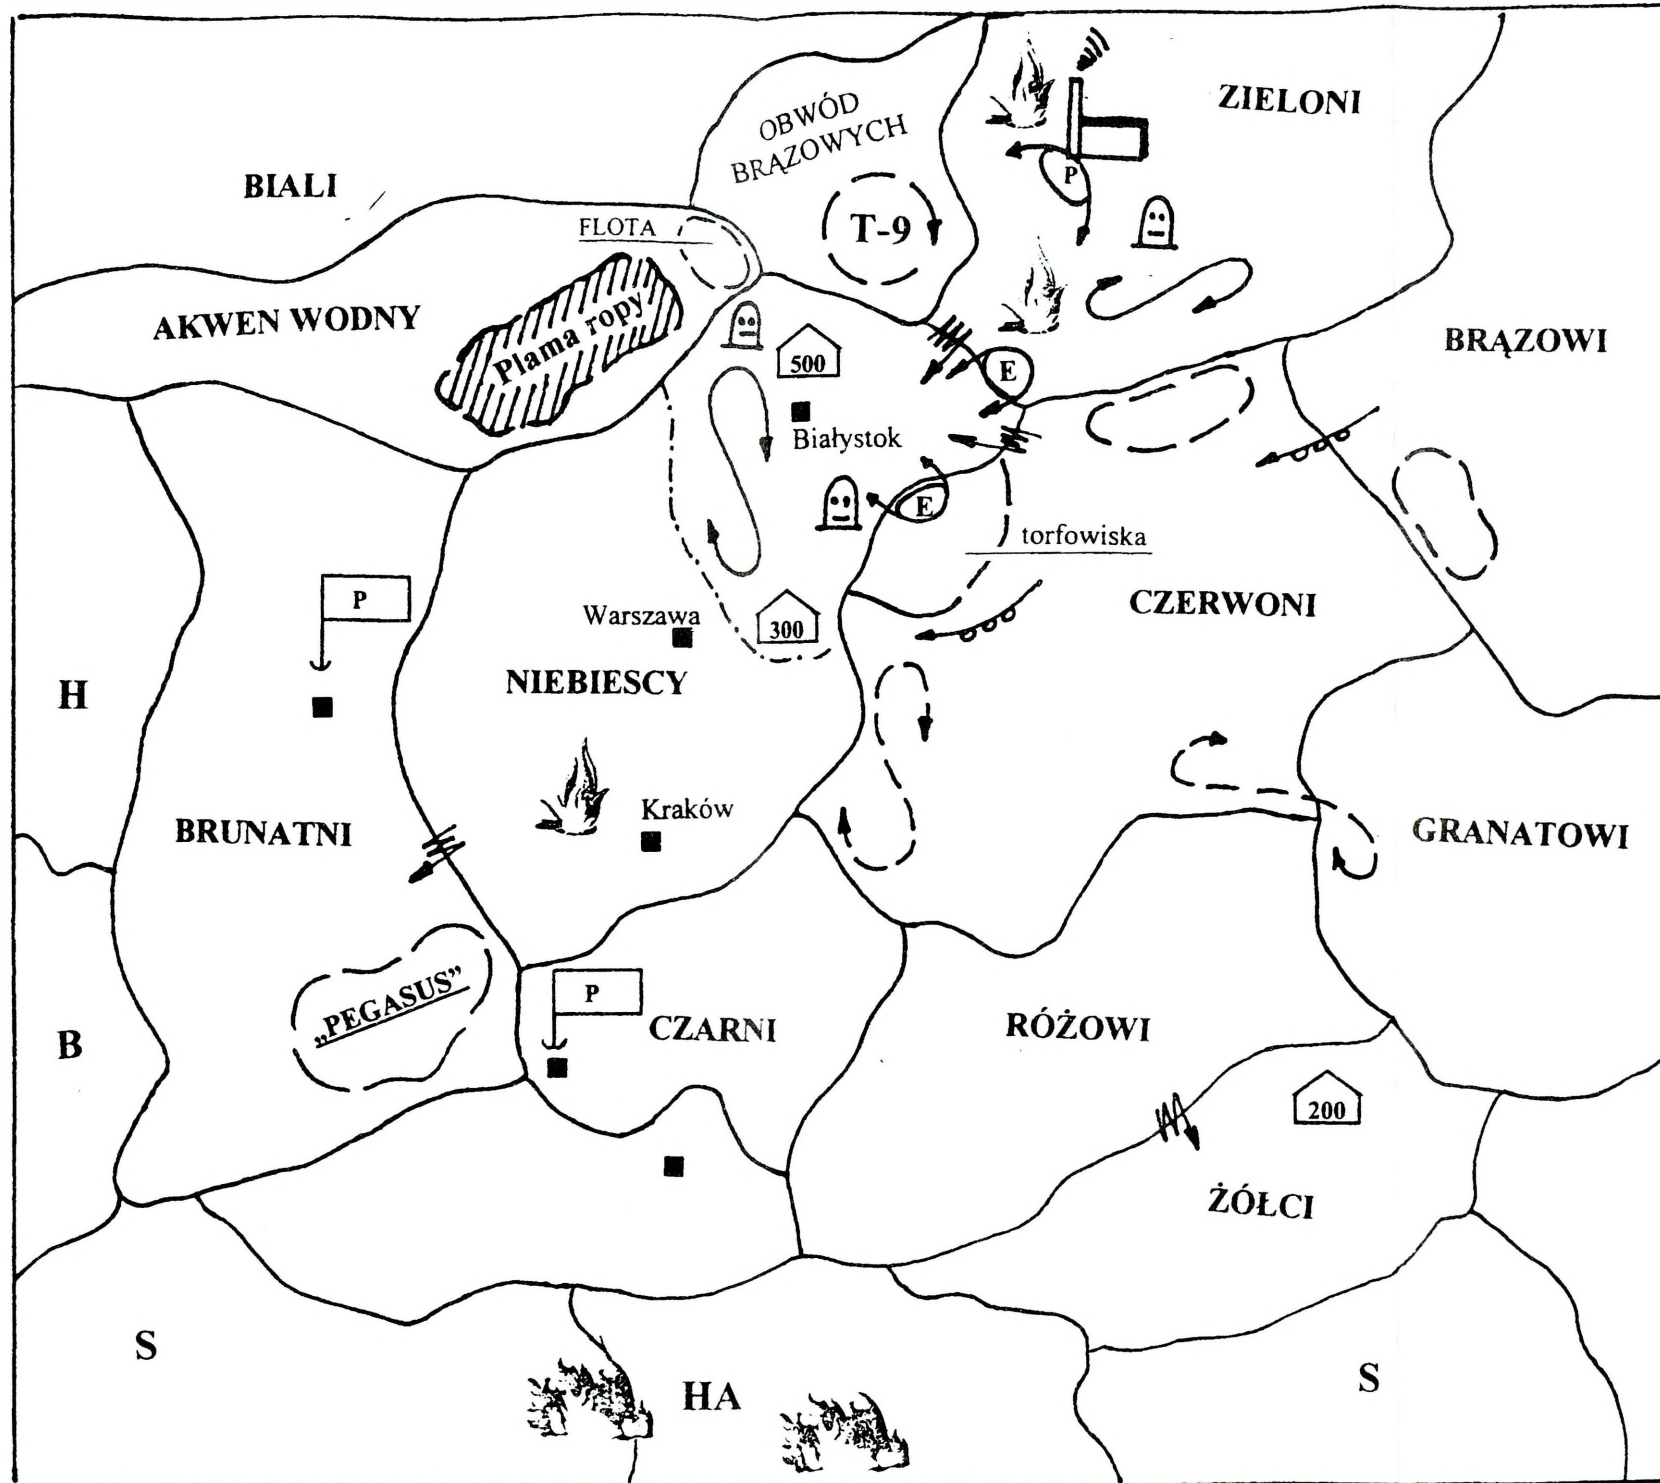 ZIELONI
OBWÓD
BRĄZOWYCH
P
BIALI
FLOTA
T-9
AKWEN WODNY
Plama ropy
BRĄZOWI
500
E
Białystok
E
torfowiska
P
Warszawa
300
CZERWONI
H
NIEBIESCY
Kraków
BRUNATNI
GRANATOWI
„PEGASUS”
P
CZARNI
RÓŻOWI
B
200
ŻÓŁCI
S
HA
S